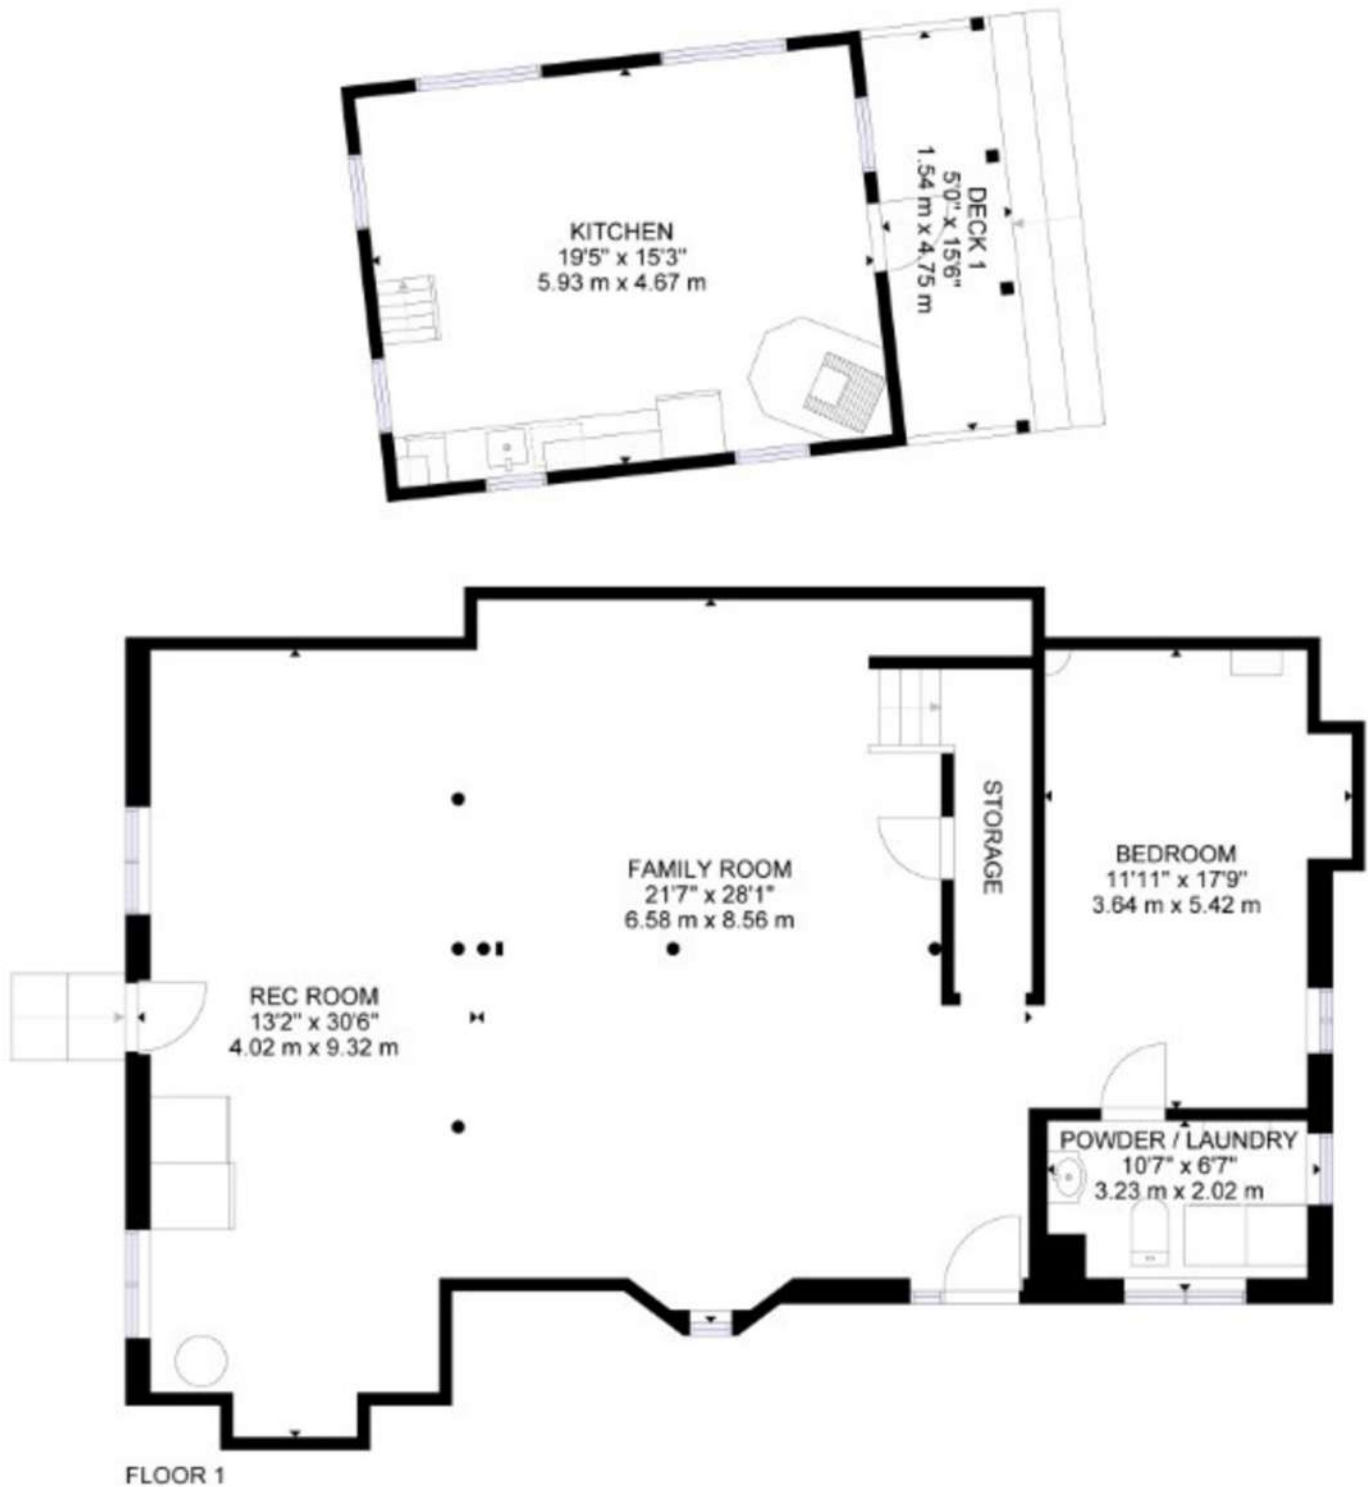 KITCHEN
19'5" x 15'3"
5.93 m x 4.67 m
DECK 1
5'0" x 15'6"
1.54 m x 4.75 m
FAMILY ROOM
21'7" x 28'1"
6.58 m x 8.56 m
STORAGE
BEDROOM
11'11" x 17'9"
3.64 m x 5.42 m
REC ROOM
13'2" x 30'6"
4.02 m x 9.32 m
POWDER / LAUNDRY
10'7" x 6'7"
3.23 m x 2.02 m
FLOOR 1